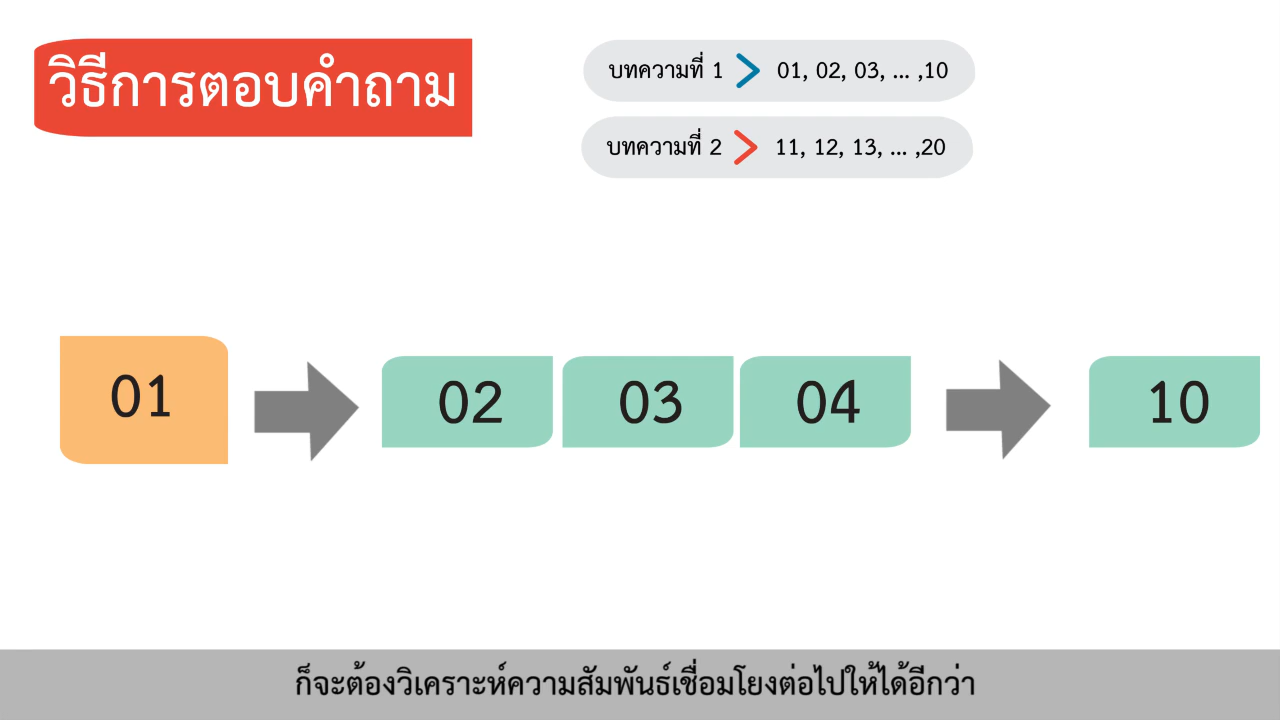 วิธีการตอบคำถาม
บทความที่ 1 > 01, 02, 03, ... ,10
บทความที่ 2 > 11, 12, 13, ... ,20
01 02 03 04 10
ก็จะต้องวิเคราะห์ความสัมพันธ์เชื่อมโยงต่อไปให้ได้อีกว่า